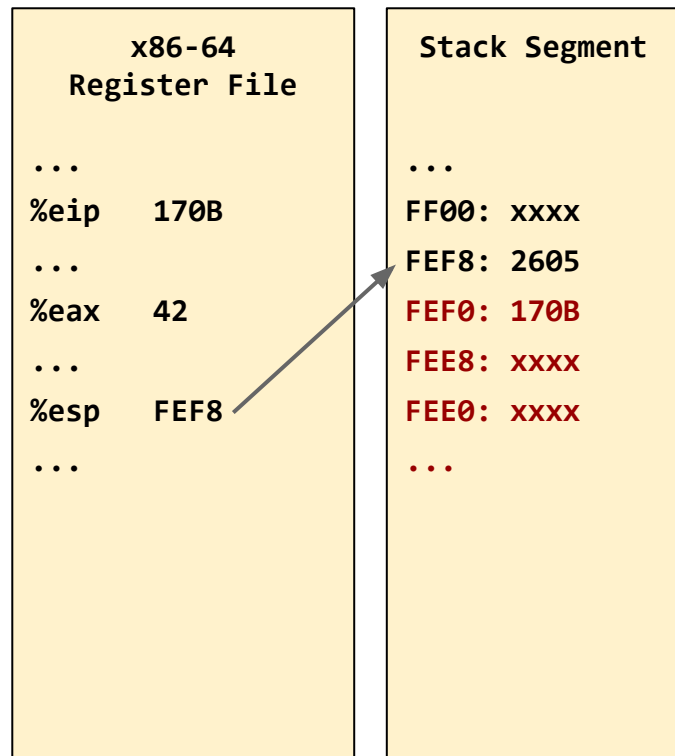 x86-64
Register File
...
%eip 170B
...
%eax 42
...
%esp FEF8
...
Stack Segment
...
FF00: xxxx
FEF8: 2605
FEF0: 170B
FEE8: xxxx
FEE0: xxxx
...